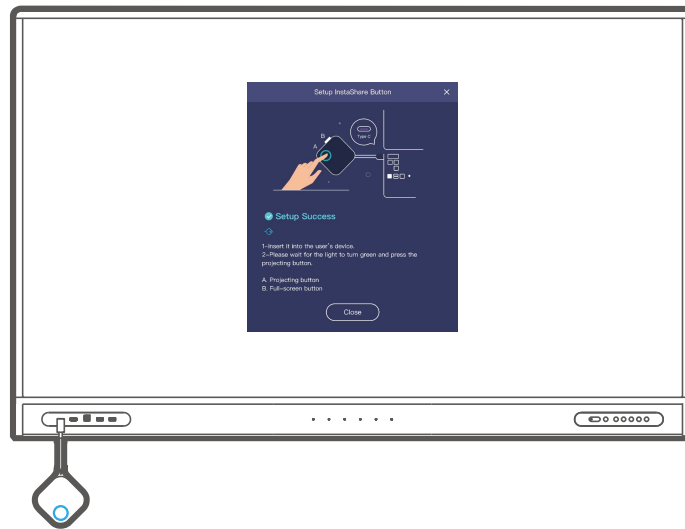 Setup InstaShare Button
B
A
Type C
Setup Success
1-Insert it into the user's device.
2-Please wait for the light to turn green and press the
projecting button.
A. Projecting button
B. Full-screen button
Close